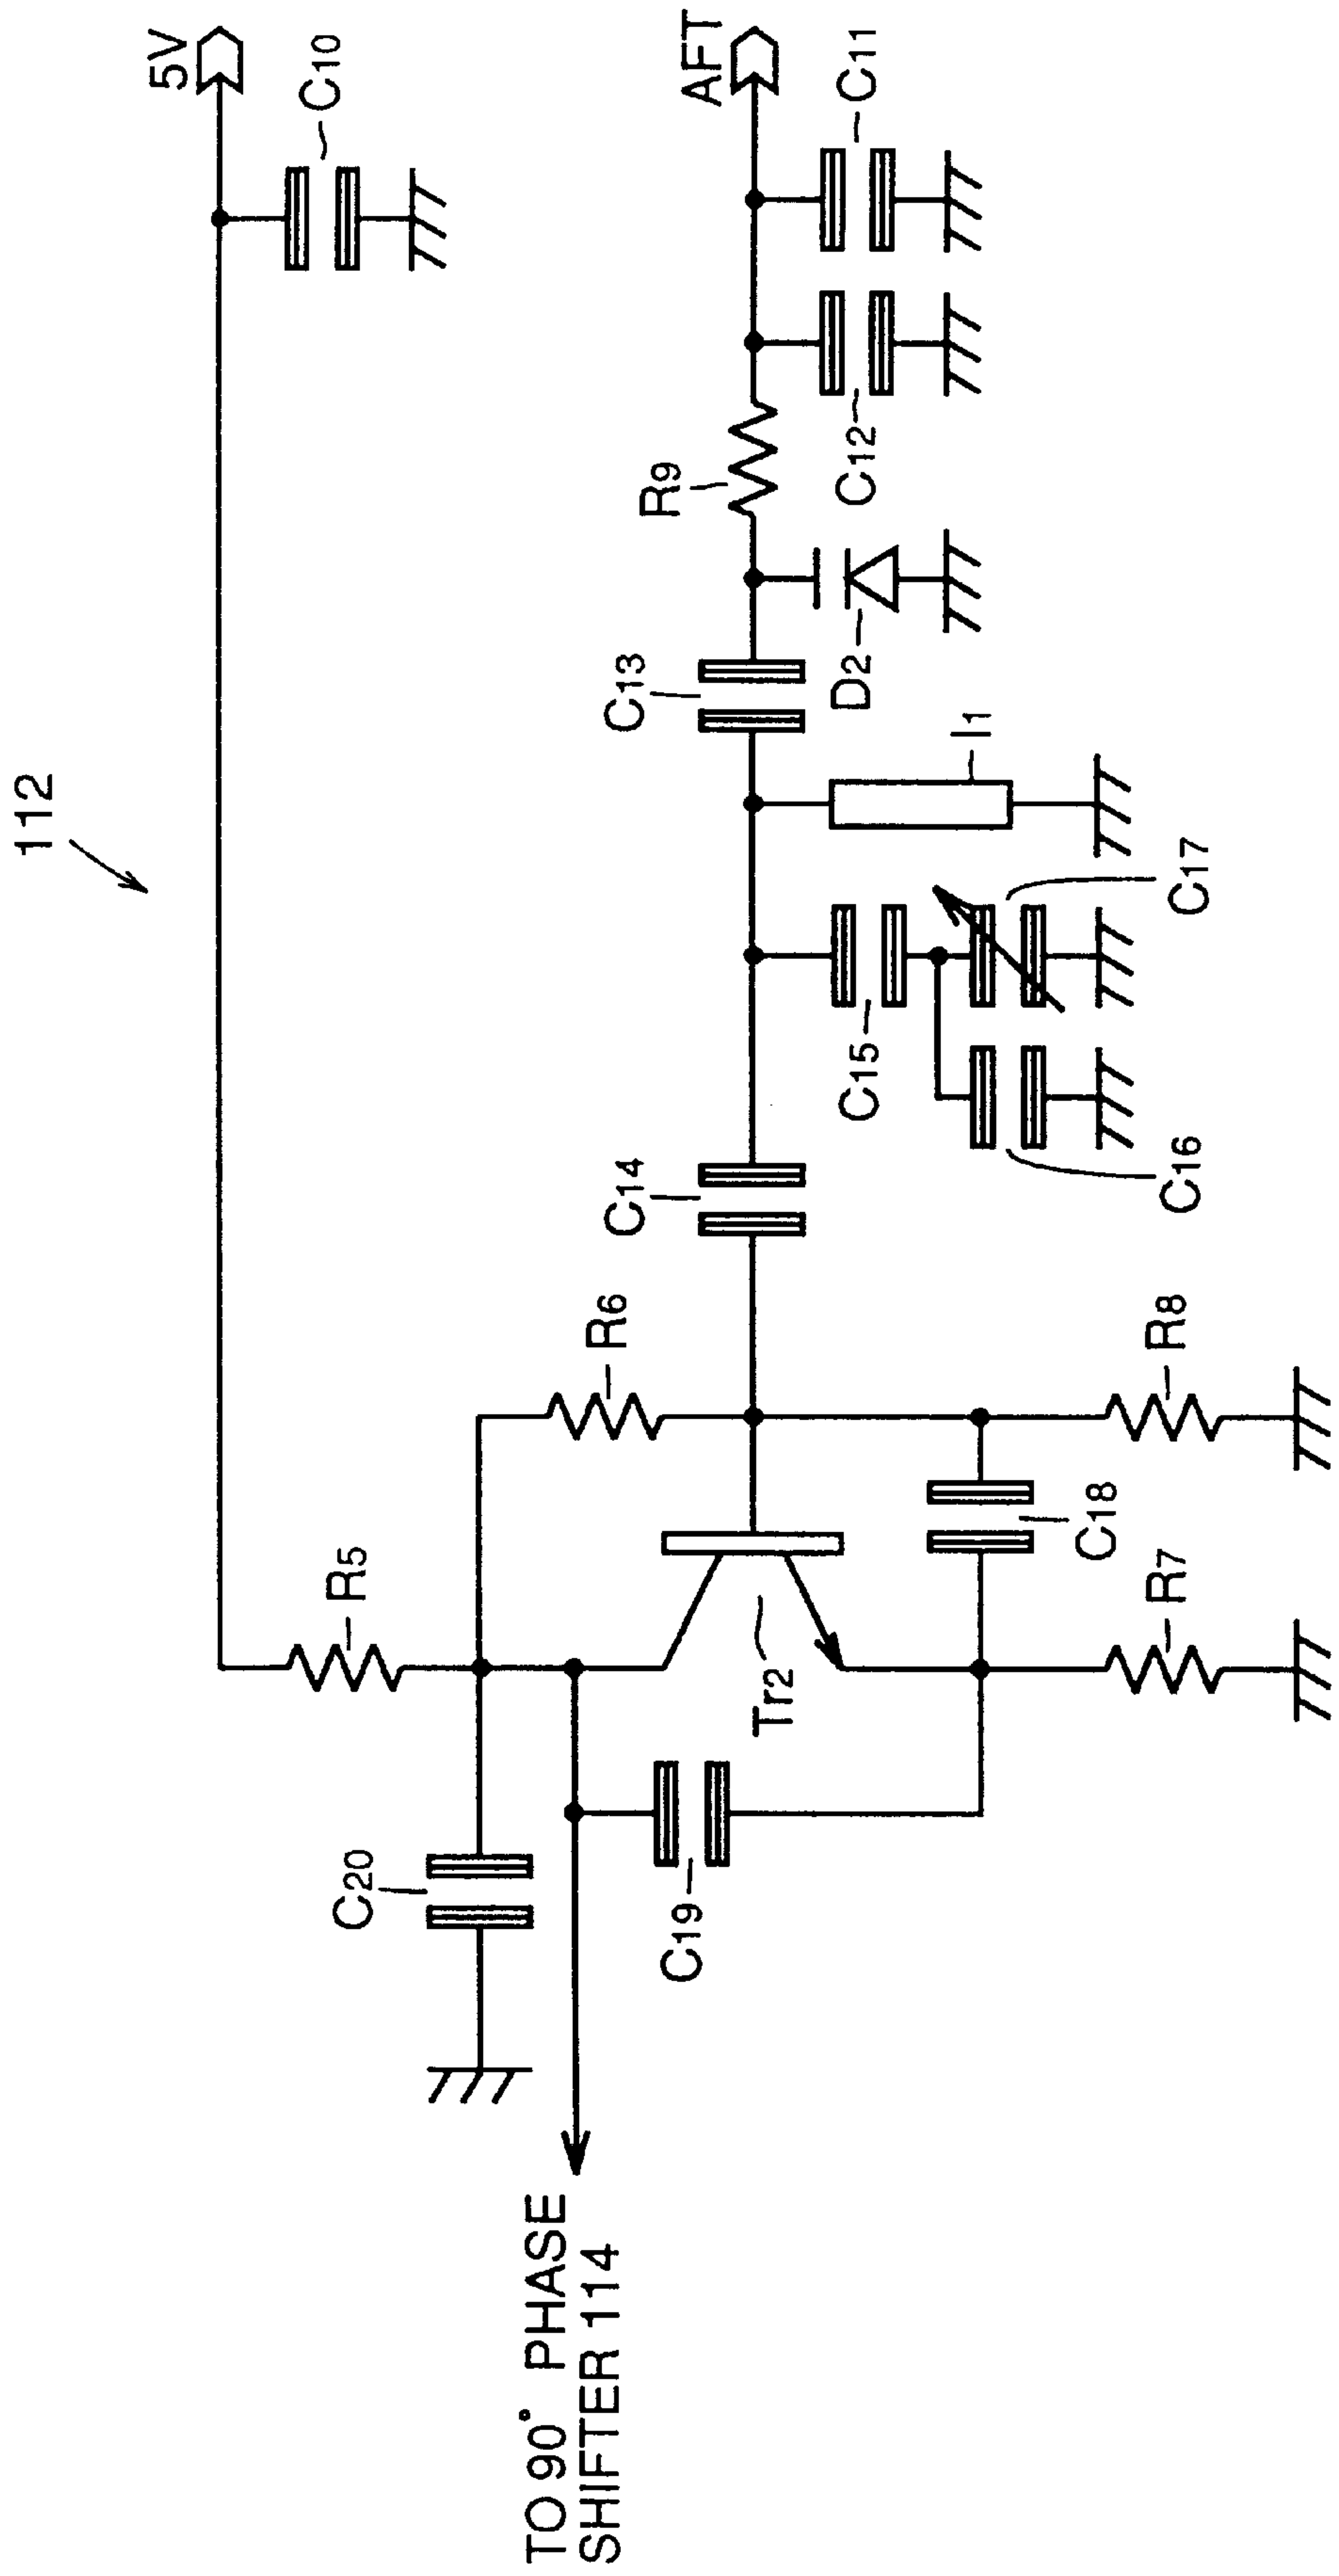 112
5V
C10
R5
R6
C20
C14
C13
R9
AFT
TO 90° PHASE
SHIFTER 114
C19
Tr2
C18
C15
D2
C12
C11
I1
R7
R8
C16
C17